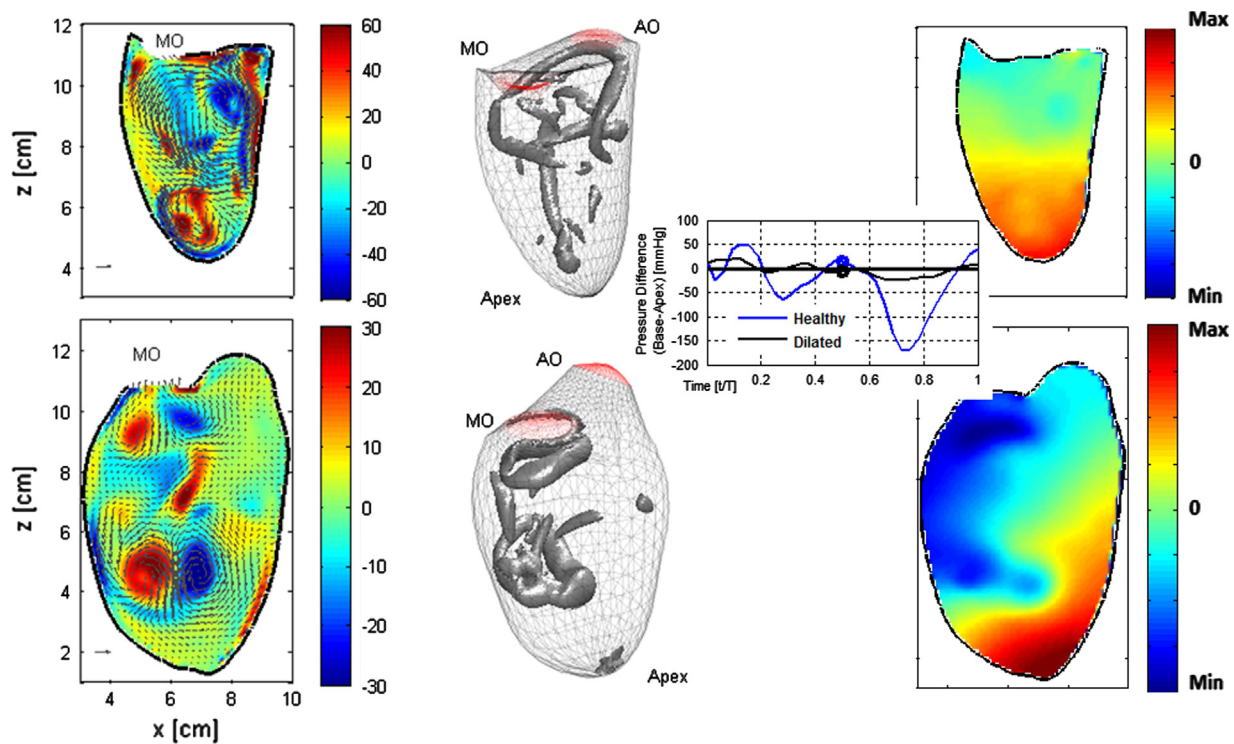 12
10
8
6
4
z [cm]
MO
60
40
20
0
-20
-40
-60
MO
AO
Apex
Max
0
Min
100
50
0
-50
-100
-150
-200
Pressure Difference
(Base-Apex) [mmHg]
Healthy
Dilated
Time [t/T]
0.2
0.4
0.6
0.8
1
12
10
8
6
4
2
z [cm]
MO
4
6
8
10
x [cm]
30
20
10
0
-10
-20
-30
AO
MO
Apex
Max
0
Min